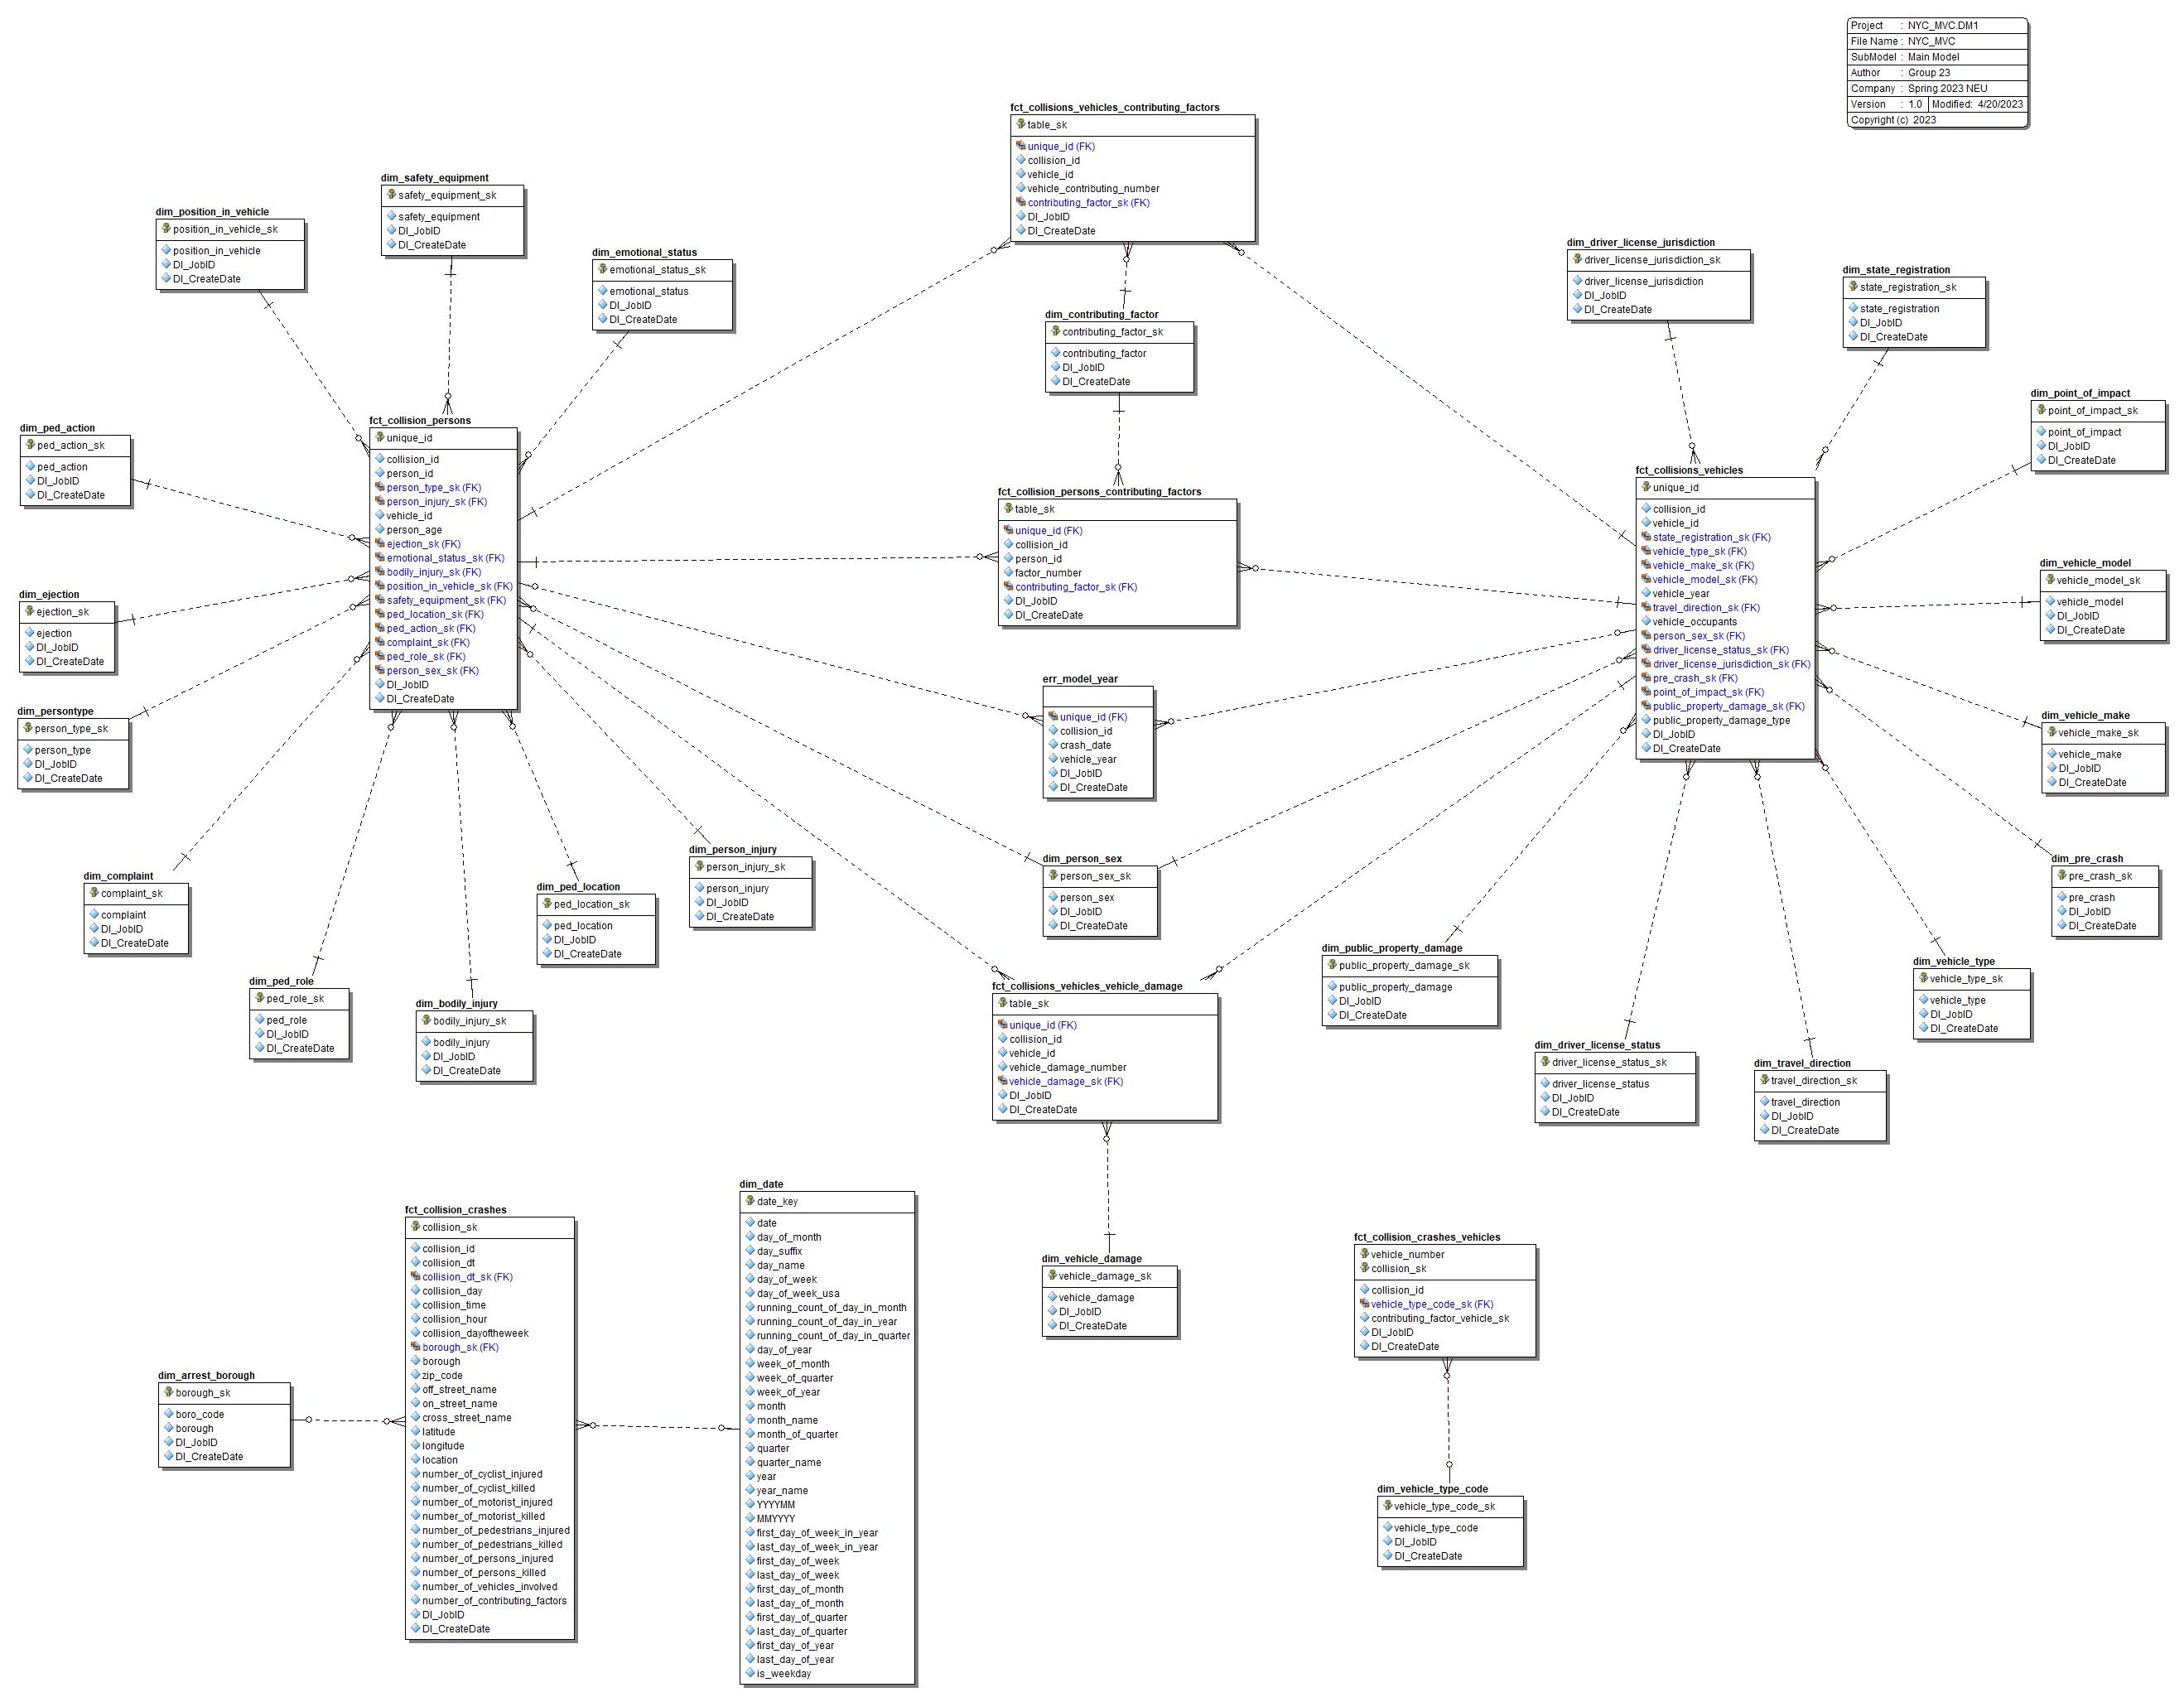 Project : NYC_MVC.DM1
File Name : NYC_MVC
SubModel : Main Model
Author : Group 23
Company : Spring 2023 NEU
Version : 1.0 Modified: 4/20/2023
Copyright (c) 2023
fct_collisions_vehicles_contributing_factors
table_sk
unique_id (FK)
collision_id
vehicle_id
vehicle_contributing_number
contributing_factor_sk (FK)
DI_JobID
DI_CreateDate
dim_safety_equipment
safety_equipment_sk
safety_equipment
DI_JobID
DI_CreateDate
dim_position_in_vehicle
position_in_vehicle_sk
position_in_vehicle
DI_JobID
DI_CreateDate
dim_emotional_status
emotional_status_sk
emotional_status
DI_JobID
DI_CreateDate
dim_driver_license_jurisdiction
driver_license_jurisdiction_sk
driver_license_jurisdiction
DI_JobID
DI_CreateDate
dim_state_registration
state_registration_sk
state_registration
DI_JobID
DI_CreateDate
dim_contributing_factor
contributing_factor_sk
contributing_factor
DI_JobID
DI_CreateDate
dim_point_of_impact
point_of_impact_sk
point_of_impact
DI_JobID
DI_CreateDate
dim_ped_action
ped_action_sk
ped_action
DI_JobID
DI_CreateDate
fct_collision_persons
unique_id
collision_id
person_id
person_type_sk (FK)
person_injury_sk (FK)
vehicle_id
person_age
ejection_sk (FK)
emotional_status_sk (FK)
bodily_injury_sk (FK)
position_in_vehicle_sk (FK)
safety_equipment_sk (FK)
ped_location_sk (FK)
ped_action_sk (FK)
complaint_sk (FK)
ped_role_sk (FK)
person_sex_sk (FK)
DI_JobID
DI_CreateDate
fct_collision_persons_contributing_factors
table_sk
unique_id (FK)
collision_id
person_id
factor_number
contributing_factor_sk (FK)
DI_JobID
DI_CreateDate
fct_collisions_vehicles
unique_id
collision_id
vehicle_id
state_registration_sk (FK)
vehicle_type_sk (FK)
vehicle_make_sk (FK)
vehicle_model_sk (FK)
vehicle_year
travel_direction_sk (FK)
vehicle_occupants
person_sex_sk (FK)
driver_license_status_sk (FK)
driver_license_jurisdiction_sk (FK)
pre_crash_sk (FK)
point_of_impact_sk (FK)
public_property_damage_sk (FK)
public_property_damage_type
DI_JobID
DI_CreateDate
dim_vehicle_model
vehicle_model_sk
vehicle_model
DI_JobID
DI_CreateDate
dim_ejection
ejection_sk
ejection
DI_JobID
DI_CreateDate
err_model_year
unique_id (FK)
collision_id
crash_date
vehicle_year
DI_JobID
DI_CreateDate
dim_persontype
person_type_sk
person_type
DI_JobID
DI_CreateDate
dim_vehicle_make
vehicle_make_sk
vehicle_make
DI_JobID
DI_CreateDate
dim_complaint
complaint_sk
complaint
DI_JobID
DI_CreateDate
dim_ped_location
ped_location_sk
ped_location
DI_JobID
DI_CreateDate
dim_person_injury
person_injury_sk
person_injury
DI_JobID
DI_CreateDate
dim_person_sex
person_sex_sk
person_sex
DI_JobID
DI_CreateDate
dim_pre_crash
pre_crash_sk
pre_crash
DI_JobID
DI_CreateDate
dim_ped_role
ped_role_sk
ped_role
DI_JobID
DI_CreateDate
dim_bodily_injury
bodily_injury_sk
bodily_injury
DI_JobID
DI_CreateDate
fct_collisions_vehicles_vehicle_damage
table_sk
unique_id (FK)
collision_id
vehicle_id
vehicle_damage_number
vehicle_damage_sk (FK)
DI_JobID
DI_CreateDate
dim_public_property_damage
public_property_damage_sk
public_property_damage
DI_JobID
DI_CreateDate
dim_vehicle_type
vehicle_type_sk
vehicle_type
DI_JobID
DI_CreateDate
dim_driver_license_status
driver_license_status_sk
driver_license_status
DI_JobID
DI_CreateDate
dim_travel_direction
travel_direction_sk
travel_direction
DI_JobID
DI_CreateDate
fct_collision_crashes
collision_sk
collision_id
collision_dt
collision_dt_sk (FK)
collision_day
collision_time
collision_hour
collision_dayoftheweek
borough_sk (FK)
borough
zip_code
off_street_name
on_street_name
cross_street_name
latitude
longitude
location
number_of_cyclist_injured
number_of_cyclist_killed
number_of_motorist_injured
number_of_motorist_killed
number_of_pedestrians_injured
number_of_pedestrians_killed
number_of_persons_injured
number_of_persons_killed
number_of_vehicles_involved
number_of_contributing_factors
DI_JobID
DI_CreateDate
dim_date
date_key
date
day_of_month
day_suffix
day_name
day_of_week
day_of_week_usa
running_count_of_day_in_month
running_count_of_day_in_year
running_count_of_day_in_quarter
day_of_year
week_of_month
week_of_quarter
week_of_year
month
month_name
month_of_quarter
quarter
quarter_name
year
year_name
YYYYMM
MMYYYY
first_day_of_week_in_year
last_day_of_week_in_year
first_day_of_week
last_day_of_week
first_day_of_month
last_day_of_month
first_day_of_quarter
last_day_of_quarter
first_day_of_year
last_day_of_year
is_weekday
dim_vehicle_damage
vehicle_damage_sk
vehicle_damage
DI_JobID
DI_CreateDate
fct_collision_crashes_vehicles
vehicle_number
collision_sk
collision_id
vehicle_type_code_sk (FK)
contributing_factor_vehicle_sk
DI_JobID
DI_CreateDate
dim_arrest_borough
borough_sk
boro_code
borough
DI_JobID
DI_CreateDate
dim_vehicle_type_code
vehicle_type_code_sk
vehicle_type_code
DI_JobID
DI_CreateDate